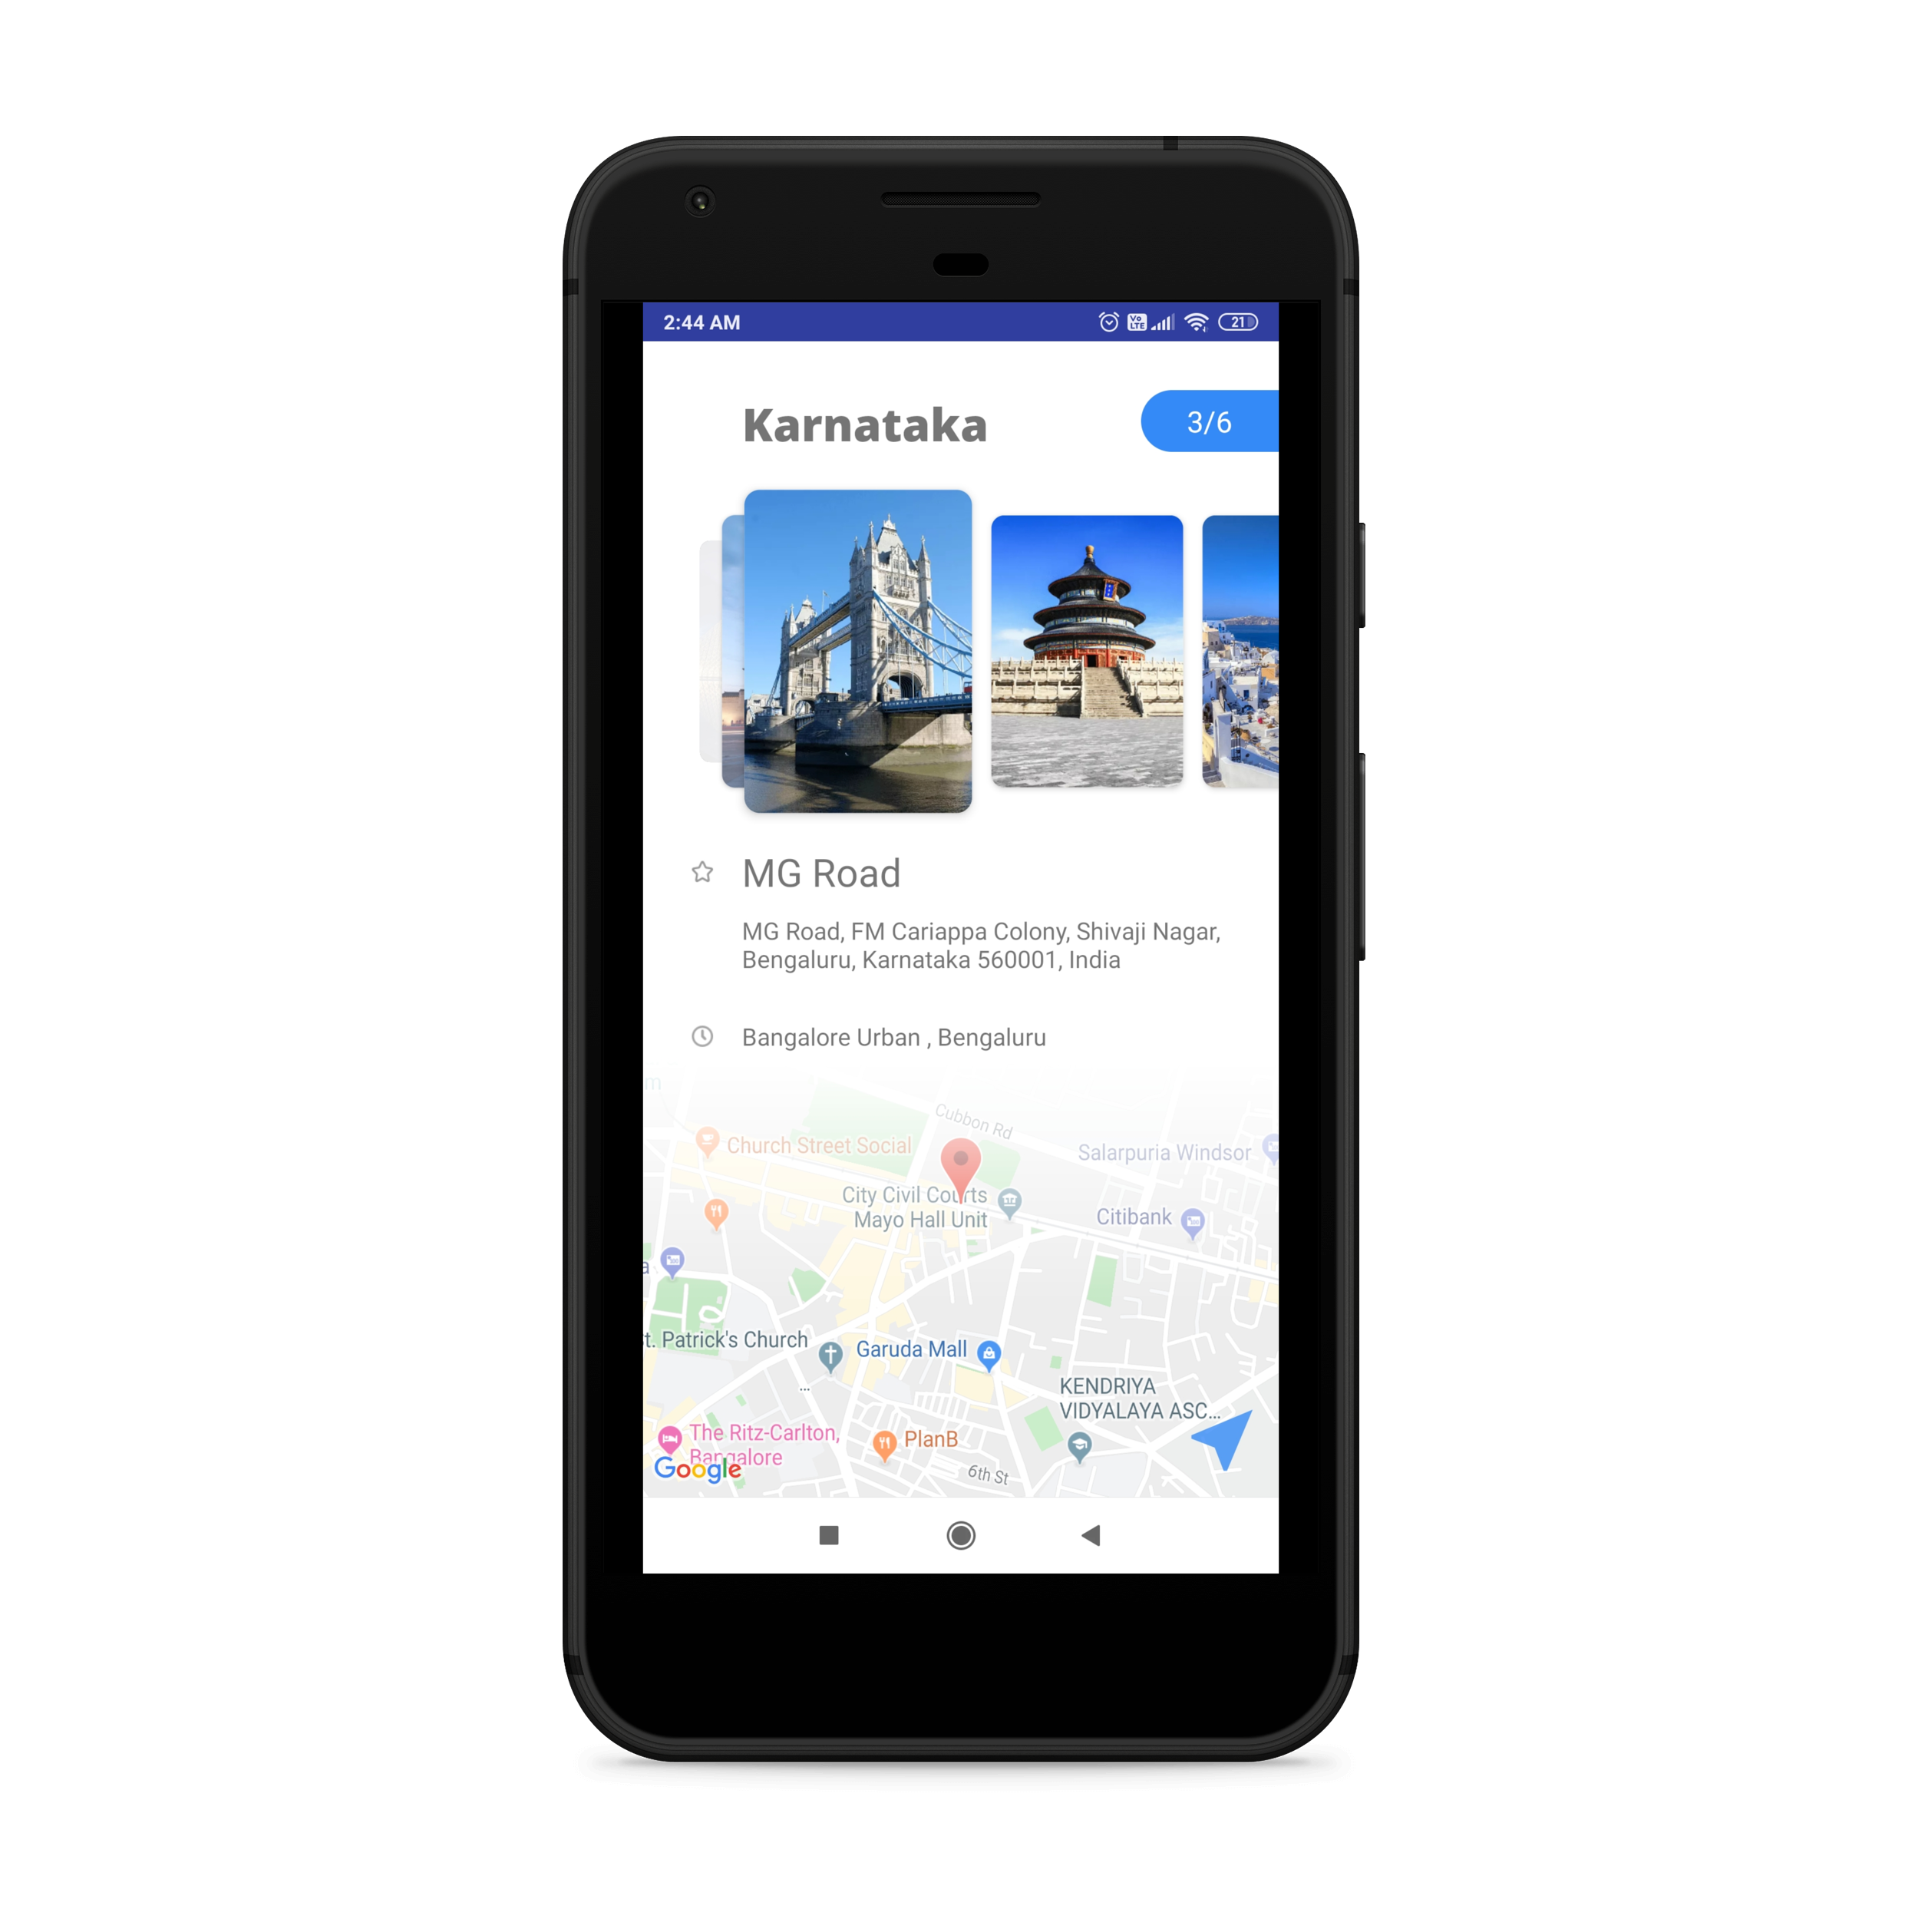 2:44 AM
Vo
LTE
21
Karnataka
3/6
MG Road
MG Road, FM Cariappa Colony, Shivaji Nagar,
Bengaluru, Karnataka 560001, India
Bangalore Urban , Bengaluru
m
Cubbon Rd
Church Street Social
Salarpuria Windsor
City Civil Courts
Mayo Hall Unit
Citibank
a
t. Patrick's Church
...
Garuda Mall
KENDRIYA
VIDYALAYA ASC...
The Ritz-Carlton,
Bangalore
PlanB
Google
6th St